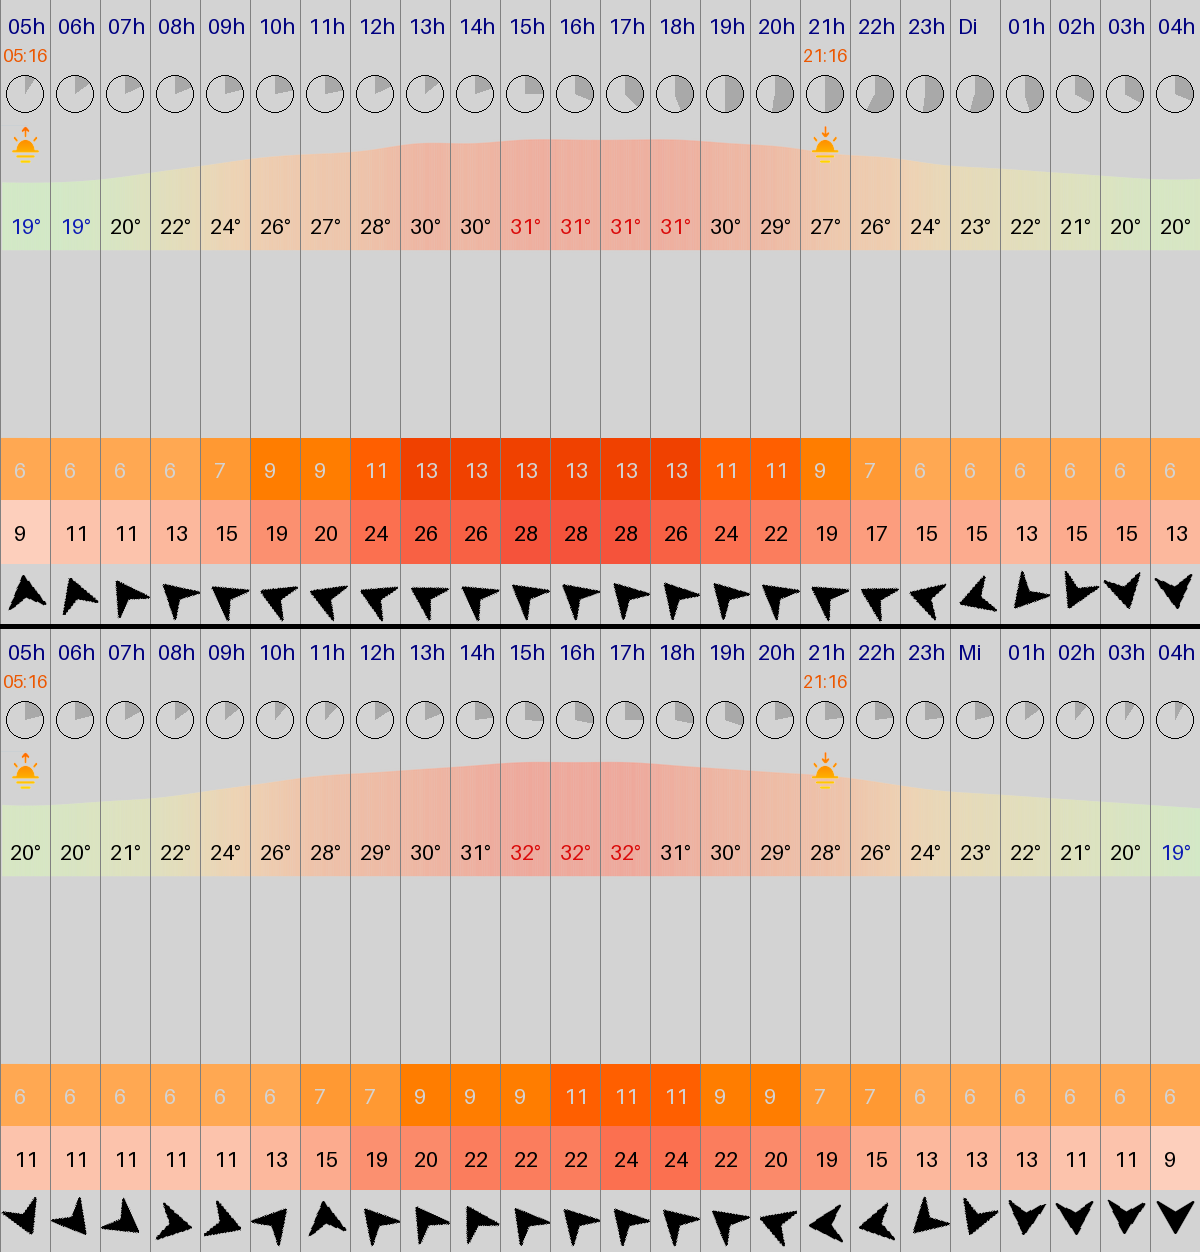 05h 06h 07h 08h 09h 10h 11h 12h 13h 14h 15h 16h 17h 18h 19h 20h 21h 22h 23h Di 01h 02h 03h 04h
05:16 21:16
19° 19° 20° 22° 24° 26° 27° 28° 30° 30° 31° 31° 31° 31° 30° 29° 27° 26° 24° 23° 22° 21° 20° 20°
6 6 6 6 7 9 9 11 13 13 13 13 13 13 11 11 9 7 6 6 6 6 6 6
9 11 11 13 15 19 20 24 26 26 28 28 28 26 24 22 19 17 15 15 13 15 15 13
05h 06h 07h 08h 09h 10h 11h 12h 13h 14h 15h 16h 17h 18h 19h 20h 21h 22h 23h Mi 01h 02h 03h 04h
05:16 21:16
20° 20° 21° 22° 24° 26° 28° 29° 30° 31° 32° 32° 32° 31° 30° 29° 28° 26° 24° 23° 22° 21° 20° 19°
6 6 6 6 6 6 7 7 9 9 9 11 11 11 9 9 7 7 6 6 6 6 6 6
11 11 11 11 11 13 15 19 20 22 22 22 24 24 22 20 19 15 13 13 13 11 11 9